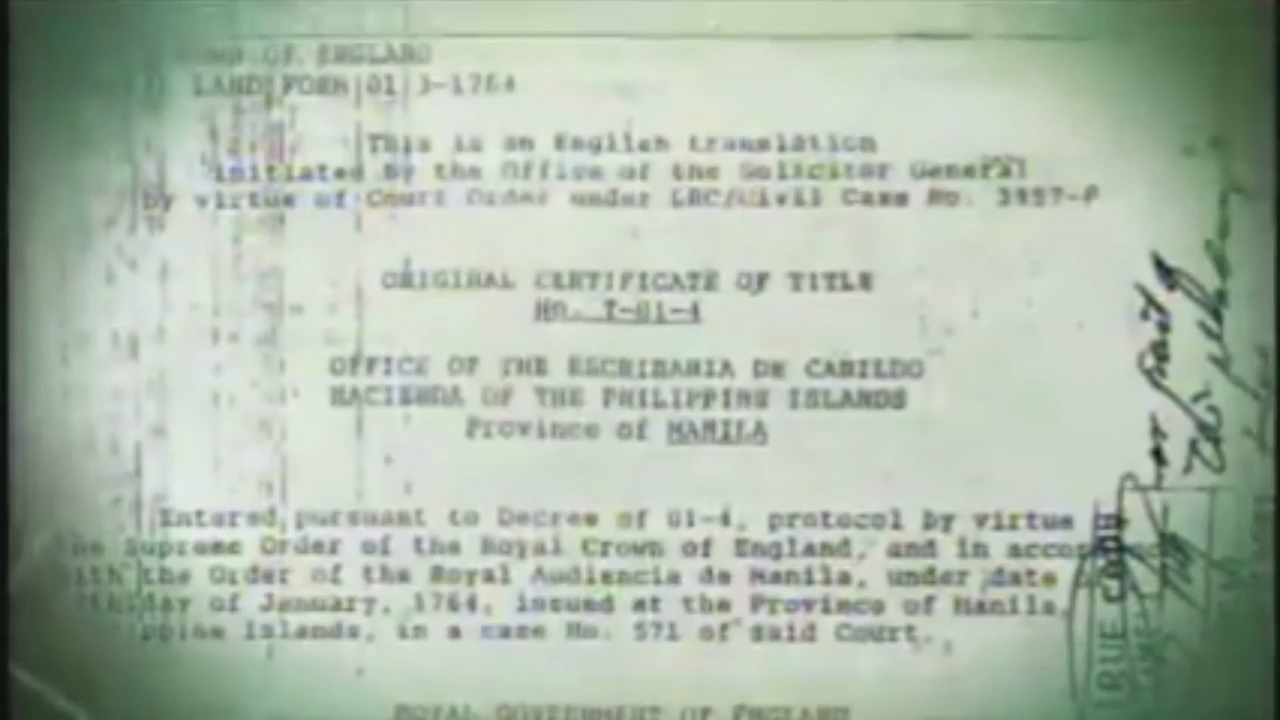 OF ENGLAND
LAND FORM 01 3-1764
This is an English translation
initiated by the Office of the Solicitor General
by virtue of Court Order under LRC/Civil Case No. 3957-P
ORIGINAL CERTIFICATE OF TITLE
NO. T-01-4
OFFICE OF THE ESCRIBANIA DE CABILDO
HACIENDA OF THE PHILIPPINE ISLANDS
Province of MANILA
Entered pursuant to Decree of 01-4, protocol by virtue
Supreme Order of the Royal Crown of England, and in
the Order of the Royal Audiencia de Manila, under date
day of January, 1764, issued at the Province of Manila,
Islands, in a case No. 571 of said Court.
ROYAL GOVERNMENT OF ENGLAND
TRUE COPY